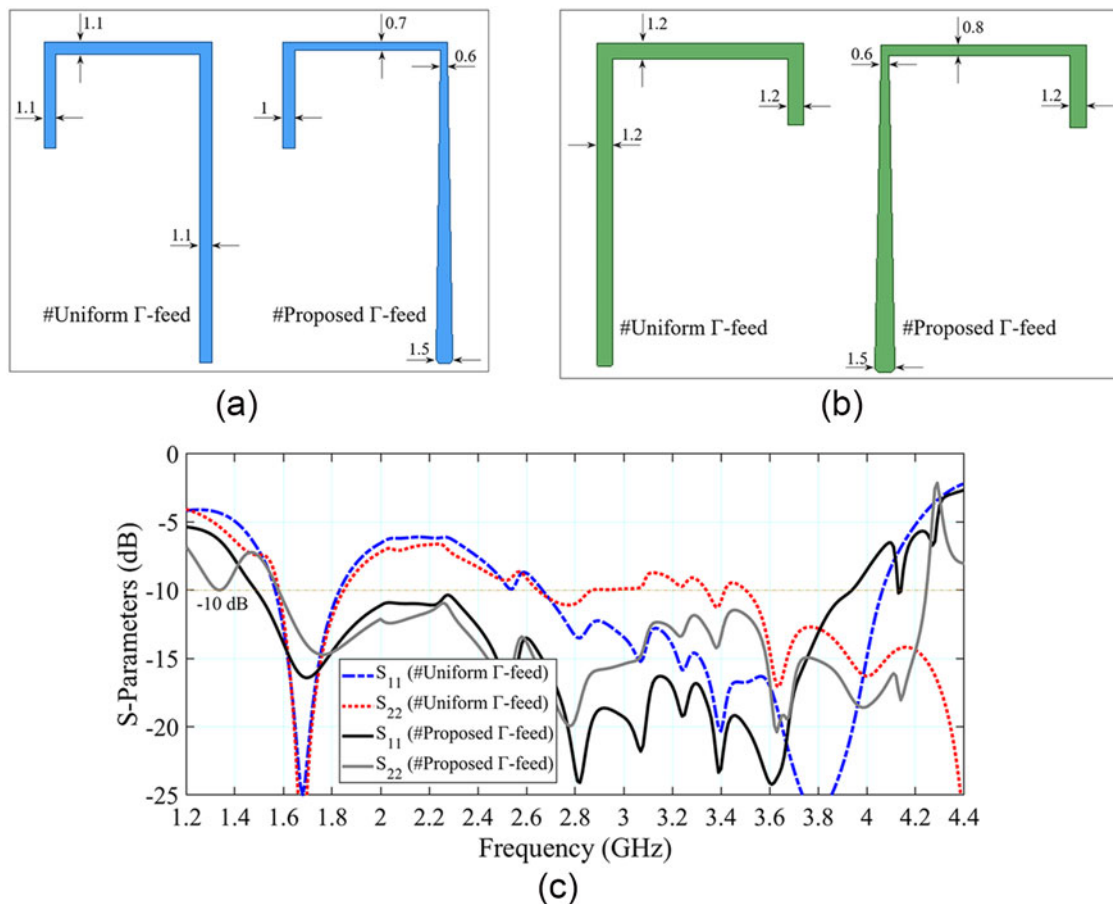 1.1
0.7
0.6
1.1
1
1.1
#Uniform Γ-feed
#Proposed Γ-feed
1.5
(a)
1.2
0.8
0.6
1.2
1.2
1.2
#Uniform Γ-feed
#Proposed Γ-feed
1.5
(b)
S-Parameters (dB)
0
-5
-10
-15
-20
-25
-10 dB
S11 (#Uniform Γ-feed)
S22 (#Uniform Γ-feed)
S11 (#Proposed Γ-feed)
S22 (#Proposed Γ-feed)
1.2 1.4 1.6 1.8 2 2.2 2.4 2.6 2.8 3 3.2 3.4 3.6 3.8 4 4.2 4.4
Frequency (GHz)
(c)